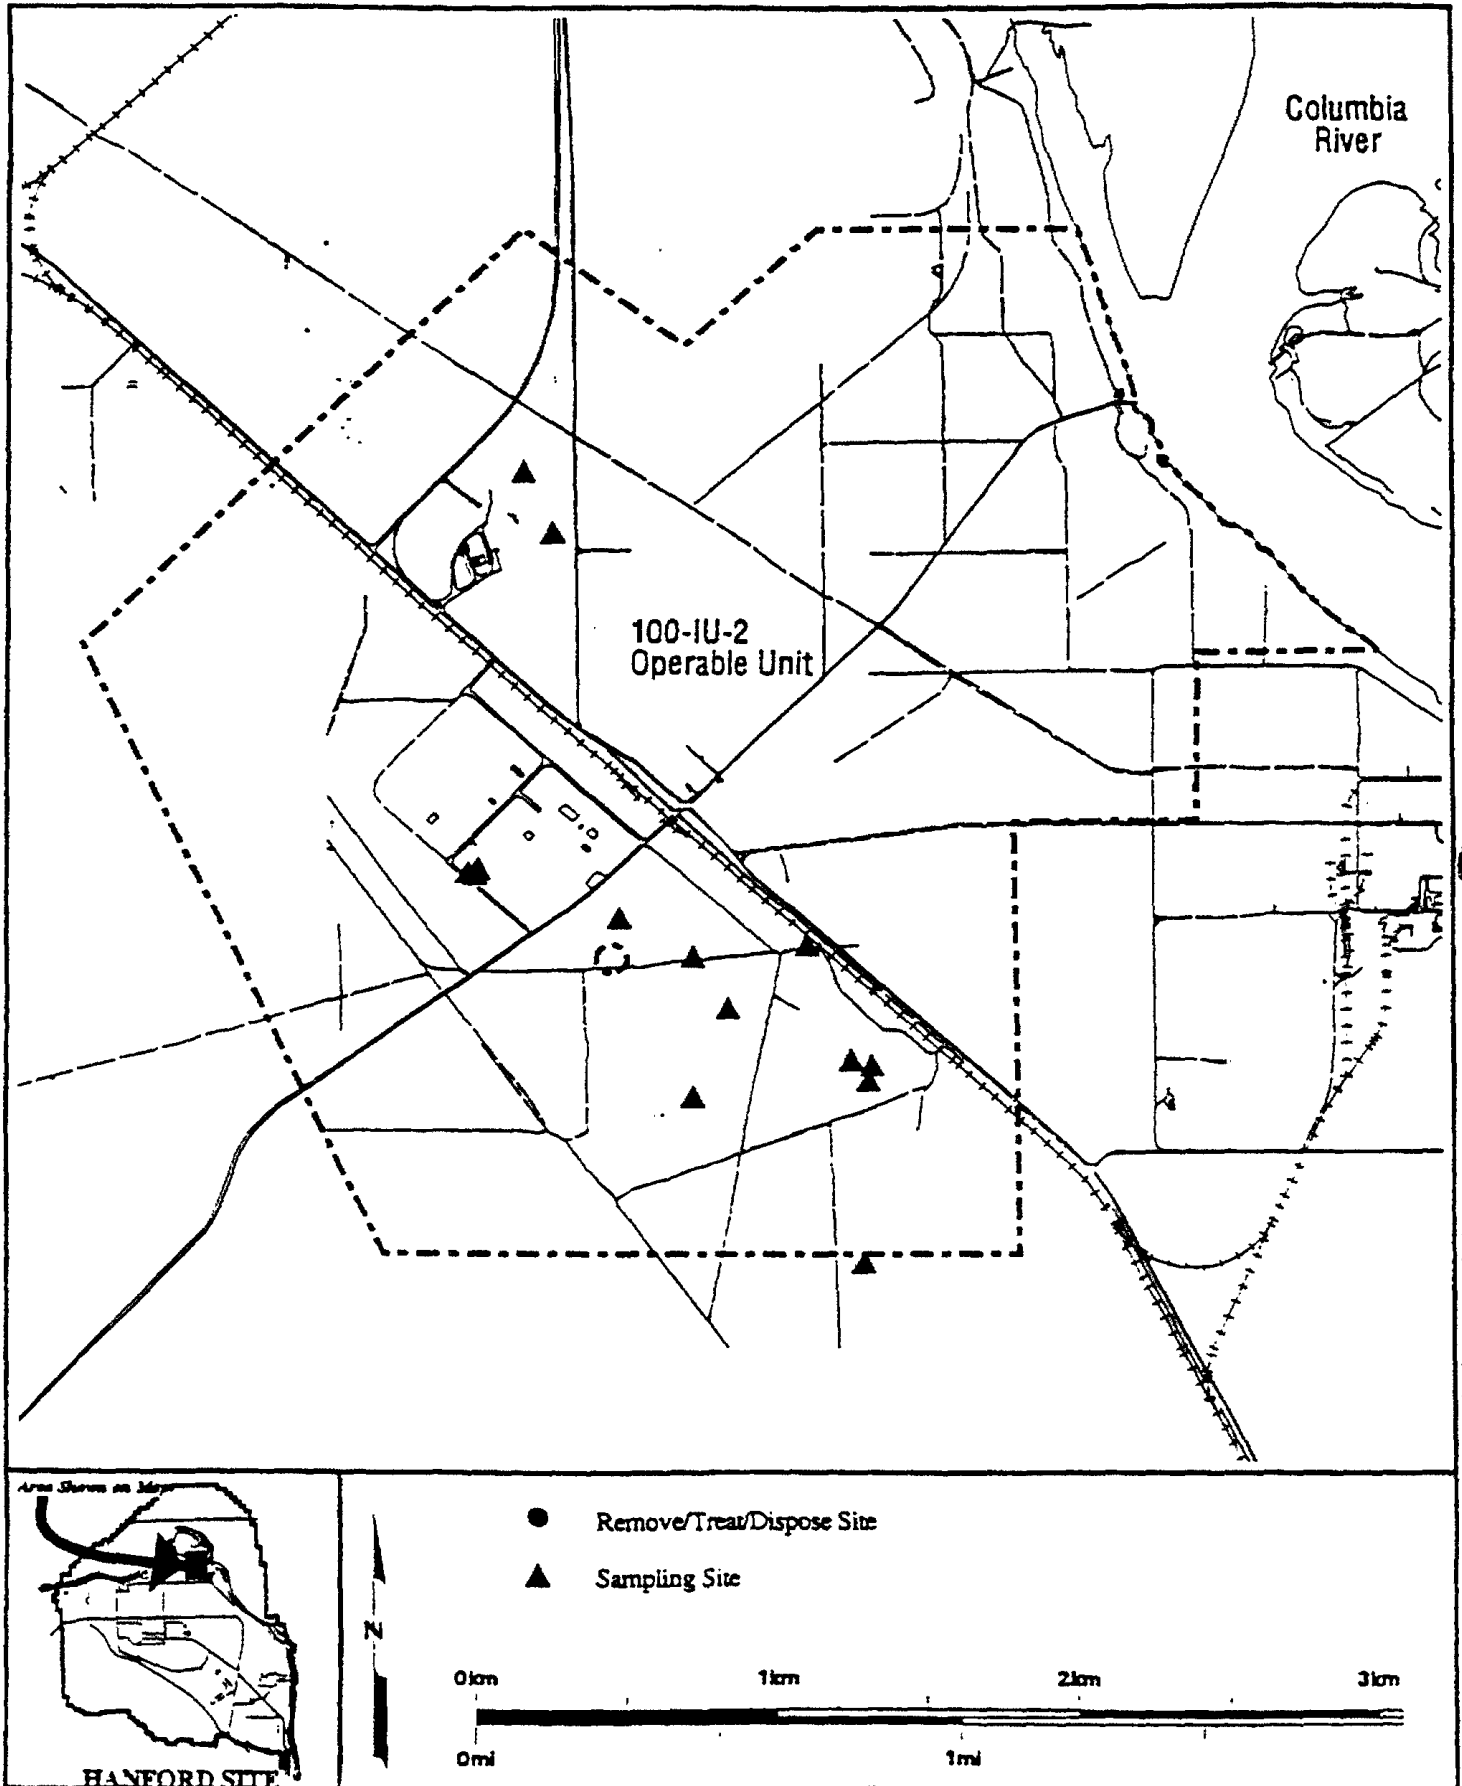 Columbia
River
100-IU-2
Operable Unit
Area Shown on Map
HANFORD SITE
N
Remove/Treat/Dispose Site
Sampling Site
0km 1km 2km 3km
0mi 1mi